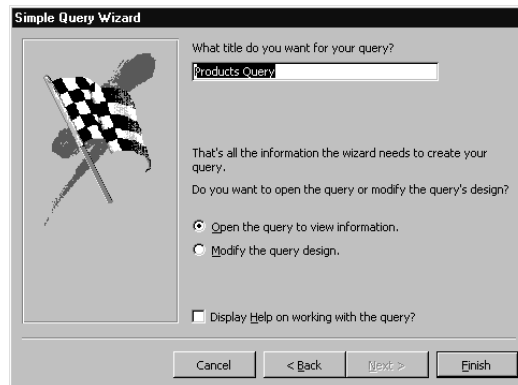 Simple Query Wizard
What title do you want for your query?
Products Query
That's all the information the wizard needs to create your
query.
Do you want to open the query or modify the query's design?
Open the query to view information.
Modify the query design.
Display Help on working with the query?
Cancel
< Back
Next >
Finish